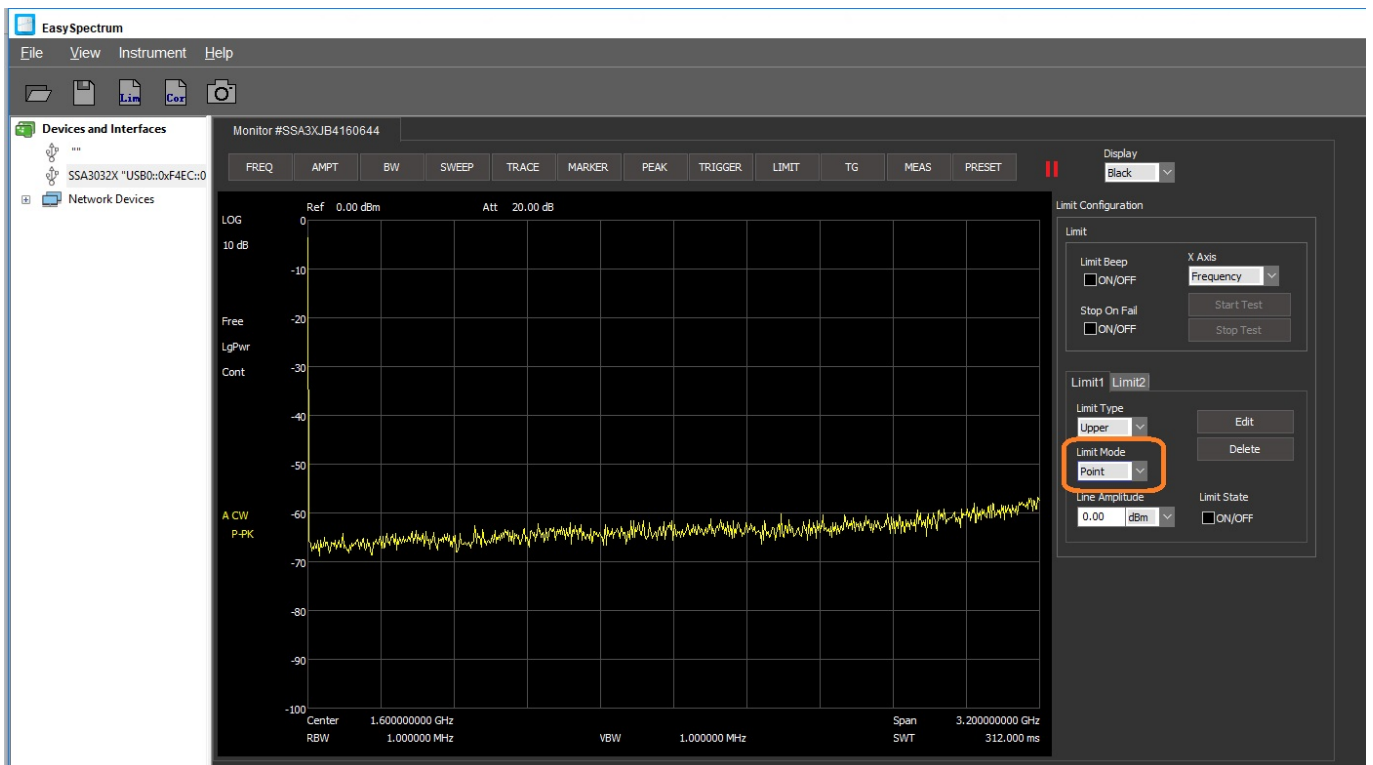 EasySpectrum
File View Instrument Help
Lim Cor
Devices and Interfaces
""
SSA3032X "USB0::0xF4EC::0
Network Devices
Monitor #SSA3XJB4160644
FREQ AMPT BW SWEEP TRACE MARKER PEAK TRIGGER LIMIT TG MEAS PRESET
Display
Black
Ref 0.00 dBm Att 20.00 dB
LOG
10 dB
Free
LgPwr
Cont
A CW
P-PK
0
-10
-20
-30
-40
-50
-60
-70
-80
-90
-100
Center 1.600000000 GHz Span 3.200000000 GHz
RBW 1.000000 MHz VBW 1.000000 MHz SWT 312.000 ms
Limit Configuration
Limit
Limit Beep
ON/OFF
X Axis
Frequency
Stop On Fail
ON/OFF
Start Test
Stop Test
Limit1 Limit2
Limit Type
Upper
Edit
Limit Mode
Point
Delete
Line Amplitude
0.00 dBm
Limit State
ON/OFF